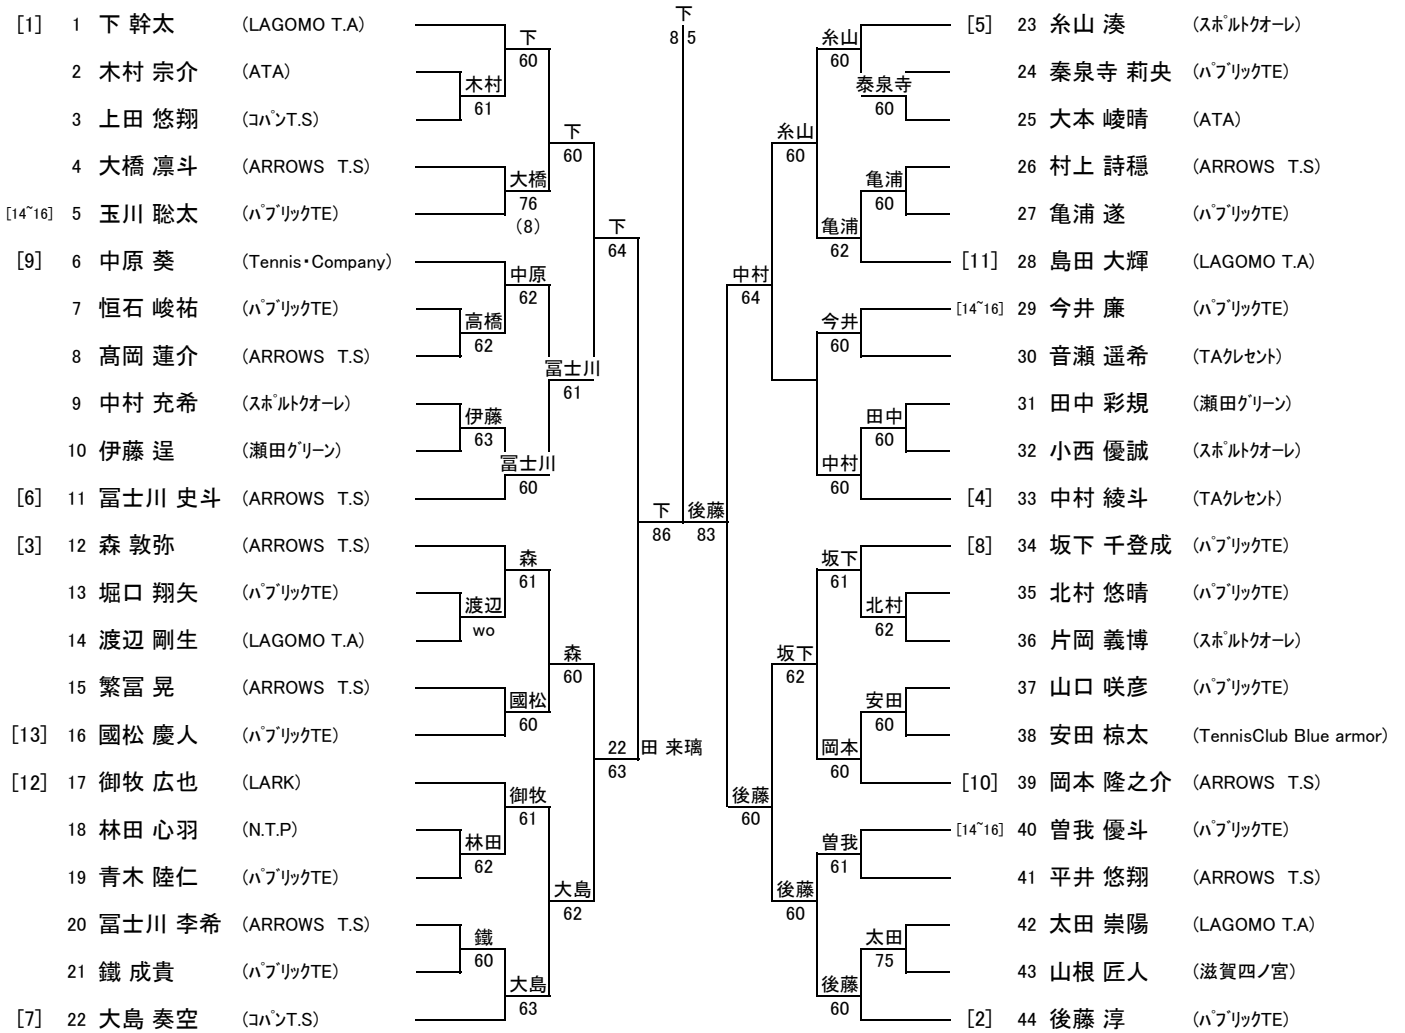 [1] 1 下 幹太 (LAGOMO T.A)
2 木村 宗介 (ATA)
3 上田 悠翔 (コパンT.S)
4 大橋 凛斗 (ARROWS T.S)
[14~16] 5 玉川 聡太 (パブリックTE)
[9] 6 中原 葵 (Tennis・Company)
7 恒石 峻祐 (パブリックTE)
8 髙岡 蓮介 (ARROWS T.S)
9 中村 充希 (スポルトクオーレ)
10 伊藤 逞 (瀬田グリーン)
[6] 11 冨士川 史斗 (ARROWS T.S)
[3] 12 森 敦弥 (ARROWS T.S)
13 堀口 翔矢 (パブリックTE)
14 渡辺 剛生 (LAGOMO T.A)
15 繁冨 晃 (ARROWS T.S)
[13] 16 國松 慶人 (パブリックTE)
[12] 17 御牧 広也 (LARK)
18 林田 心羽 (N.T.P)
19 青木 陸仁 (パブリックTE)
20 冨士川 李希 (ARROWS T.S)
21 鐵 成貴 (パブリックTE)
[7] 22 大島 奏空 (コパンT.S)
木村
61
高橋
62
伊藤
63
渡辺
wo
林田
62
鐵
60
下
60
大橋
76
(8)
中原
62
冨士川
60
森
61
國松
60
御牧
61
大島
63
下
60
冨士川
61
森
60
大島
62
下
64
22 田 来璃
63
下
86
下
8 5
後藤
83
中村
64
後藤
60
糸山
60
坂下
62
後藤
60
糸山
60
亀浦
62
今井
60
中村
60
坂下
61
岡本
60
曽我
61
後藤
60
泰泉寺
60
亀浦
60
田中
60
北村
62
安田
60
太田
75
[5] 23 糸山 湊 (スポルトクオーレ)
24 秦泉寺 莉央 (パブリックTE)
25 大本 崚晴 (ATA)
26 村上 詩穏 (ARROWS T.S)
27 亀浦 遂 (パブリックTE)
[11] 28 島田 大輝 (LAGOMO T.A)
[14~16] 29 今井 廉 (パブリックTE)
30 音瀬 遥希 (TAクレセント)
31 田中 彩規 (瀬田グリーン)
32 小西 優誠 (スポルトクオーレ)
[4] 33 中村 綾斗 (TAクレセント)
[8] 34 坂下 千登成 (パブリックTE)
35 北村 悠晴 (パブリックTE)
36 片岡 義博 (スポルトクオーレ)
37 山口 咲彦 (パブリックTE)
38 安田 椋太 (TennisClub Blue armor)
[10] 39 岡本 隆之介 (ARROWS T.S)
[14~16] 40 曽我 優斗 (パブリックTE)
41 平井 悠翔 (ARROWS T.S)
42 太田 崇陽 (LAGOMO T.A)
43 山根 匠人 (滋賀四ノ宮)
[2] 44 後藤 淳 (パブリックTE)